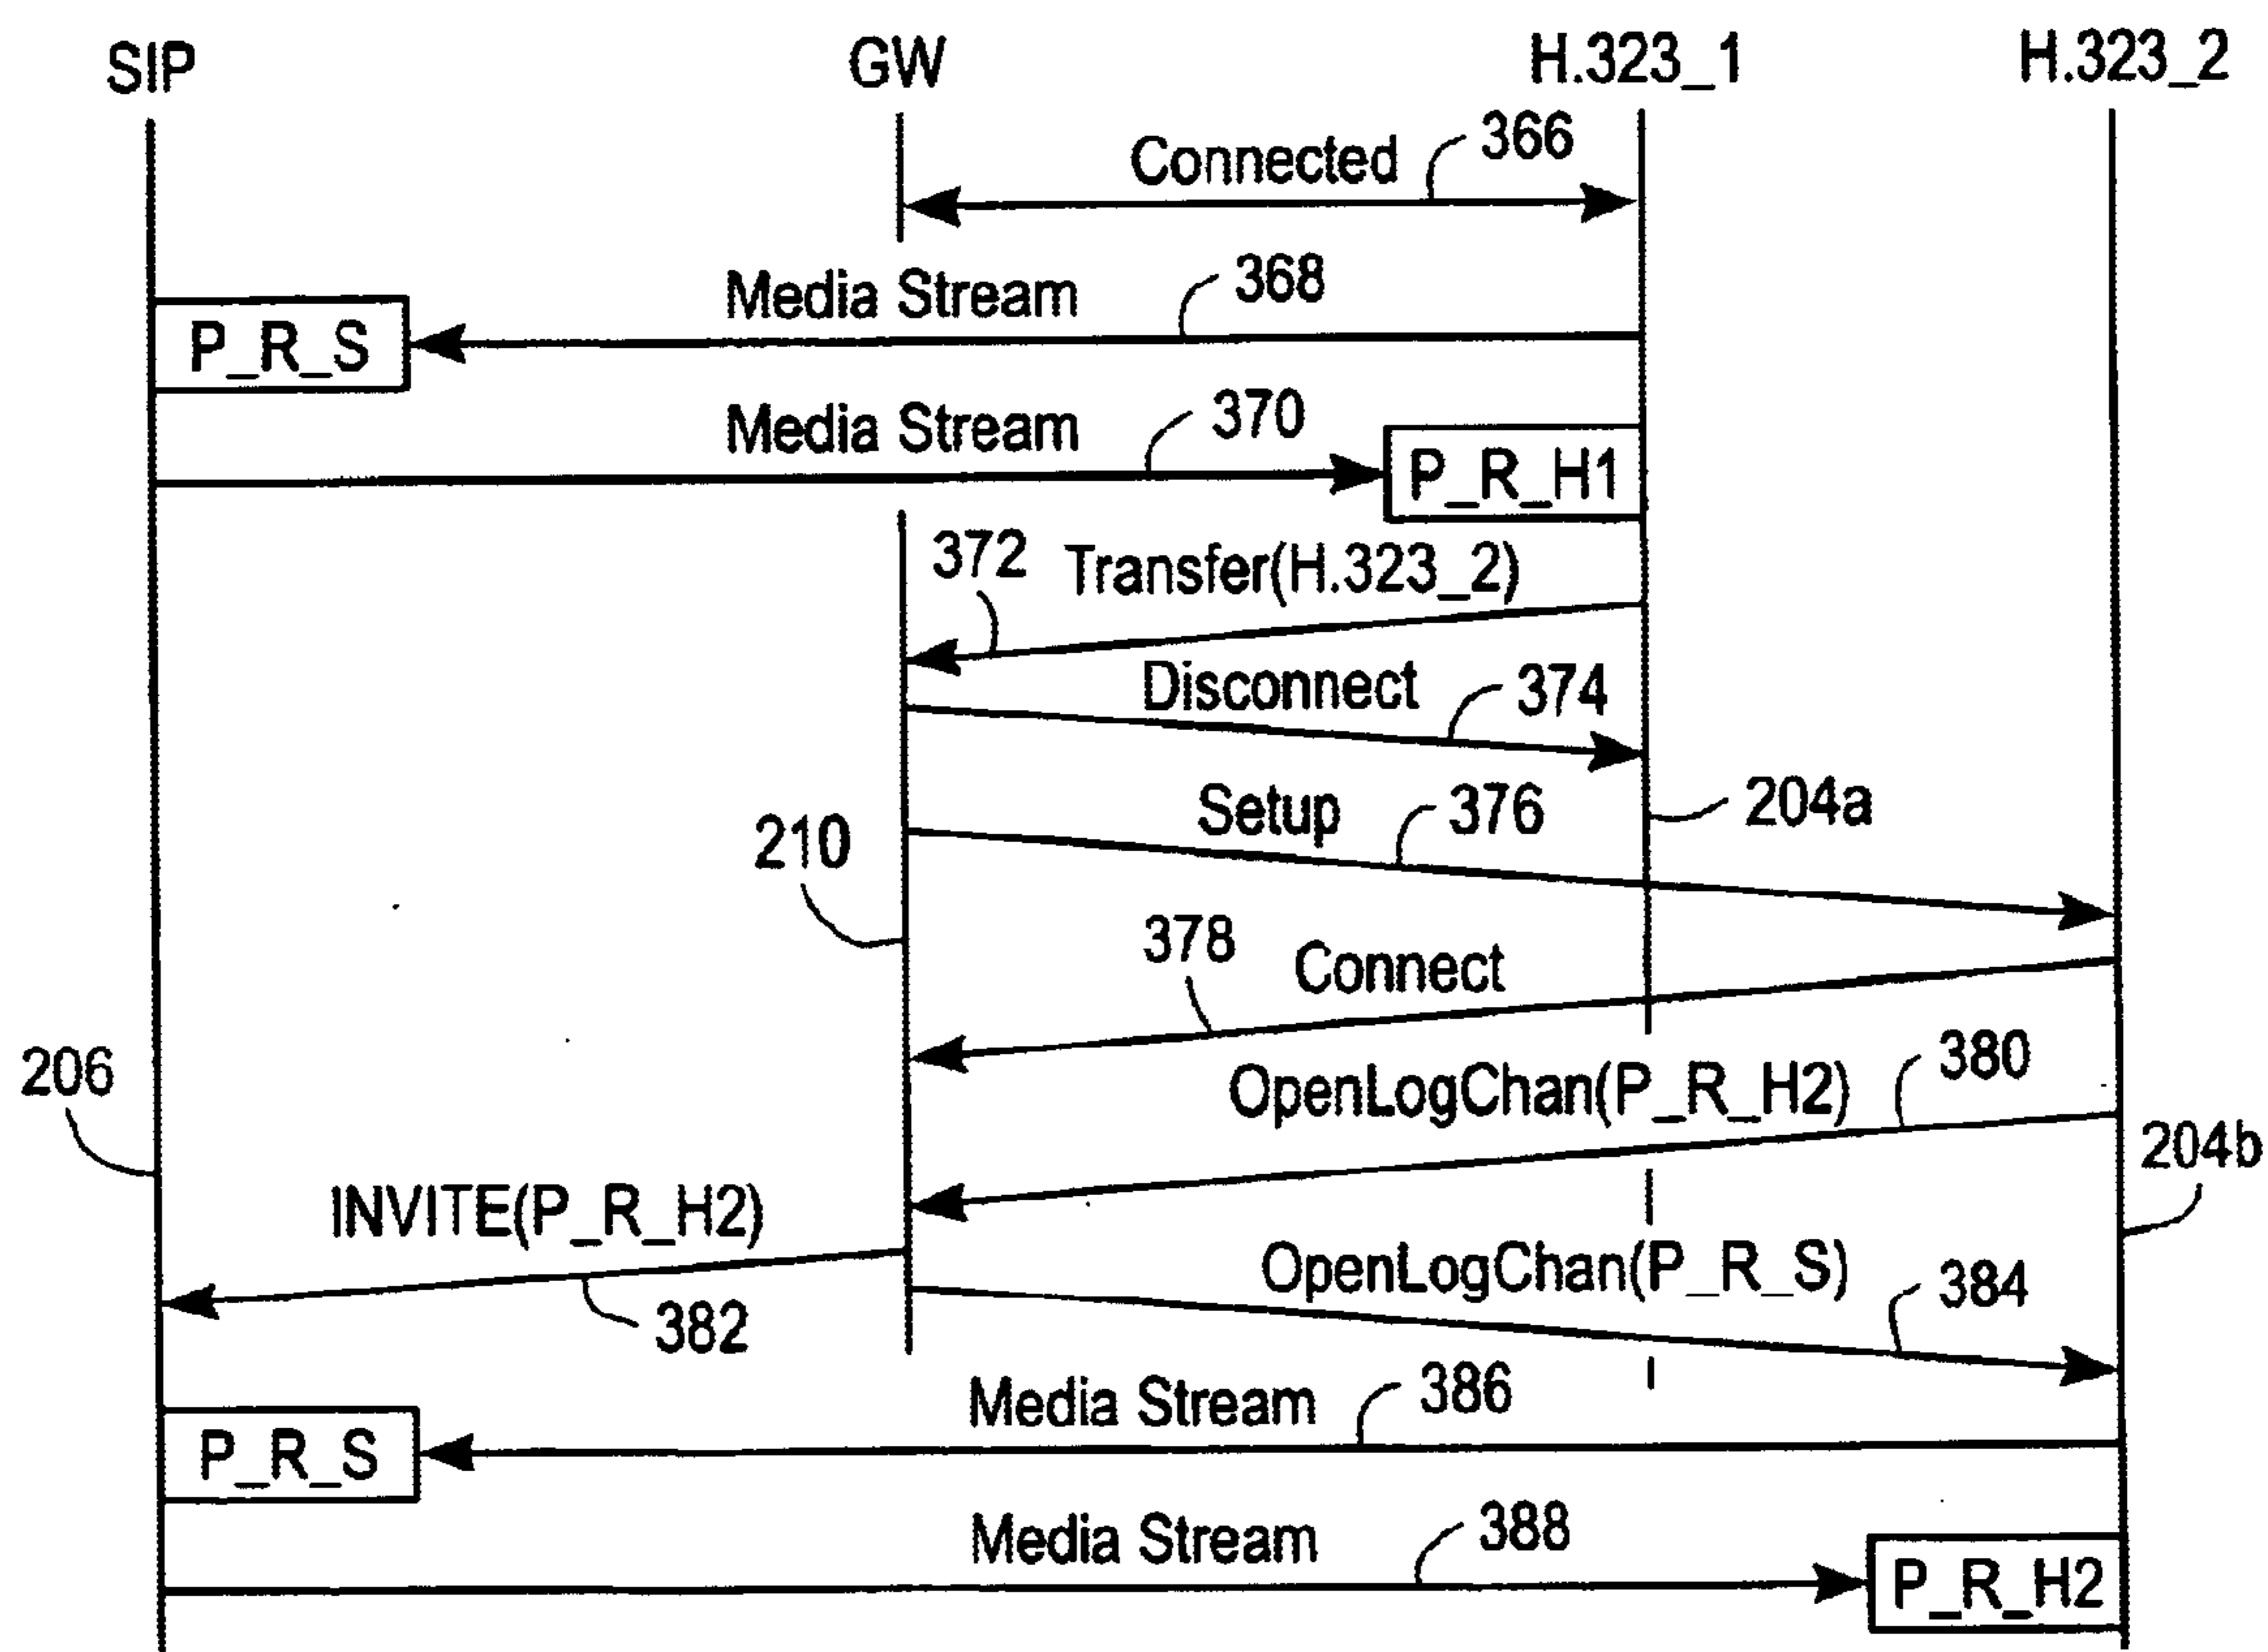 SIP GW H.323_1 H.323_2
Connected 366
Media Stream 368
P_R_S
Media Stream 370
P_R_H1
372 Transfer(H.323_2)
Disconnect 374
Setup 376 204a
210
378 Connect
206 OpenLogChan(P_R_H2) 380
204b
INVITE(P_R_H2)
OpenLogChan(P_R_S) 384
382
Media Stream 386
P_R_S
Media Stream 388
P_R_H2